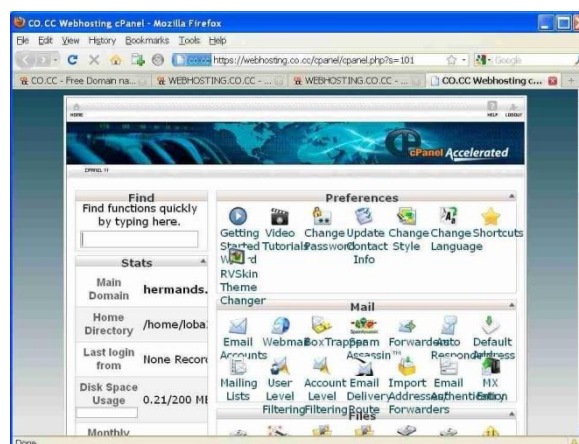 CO.CC Webhosting cPanel - Mozilla Firefox
File Edit View History Bookmarks Tools Help
https://webhosting.co.cc/cpanel/cpanel.php?s=101
Google
CO.CC - Free Domain na...
WEBHOSTING.CO.CC - ...
WEBHOSTING.CO.CC - ...
CO.CC Webhosting c...
HOME
HELP LOGOUT
cPanel Accelerated
CPANEL 11
Find
Find functions quickly
by typing here.
Stats
Main
Domain
hermands.
Home
Directory
/home/loba
Last login
from
None Recor
Disk Space
Usage
0.21/200 M
Monthly
Preferences
Getting Started Wizard
Video Tutorials
Change Password
Update Contact Info
Change Style
Change Language
Shortcuts
RVSkin
Theme
Changer
Mail
Email Accounts
Webmail
BoxTrapper
Spam Assassin™
Forwarders
Auto Responders
Default Address
Mailing Lists
User Level Filtering
Account Level Filtering
Email Delivery Route
Import Addresses/Forwarders
Email Authentication
MX Entry
Files
Done